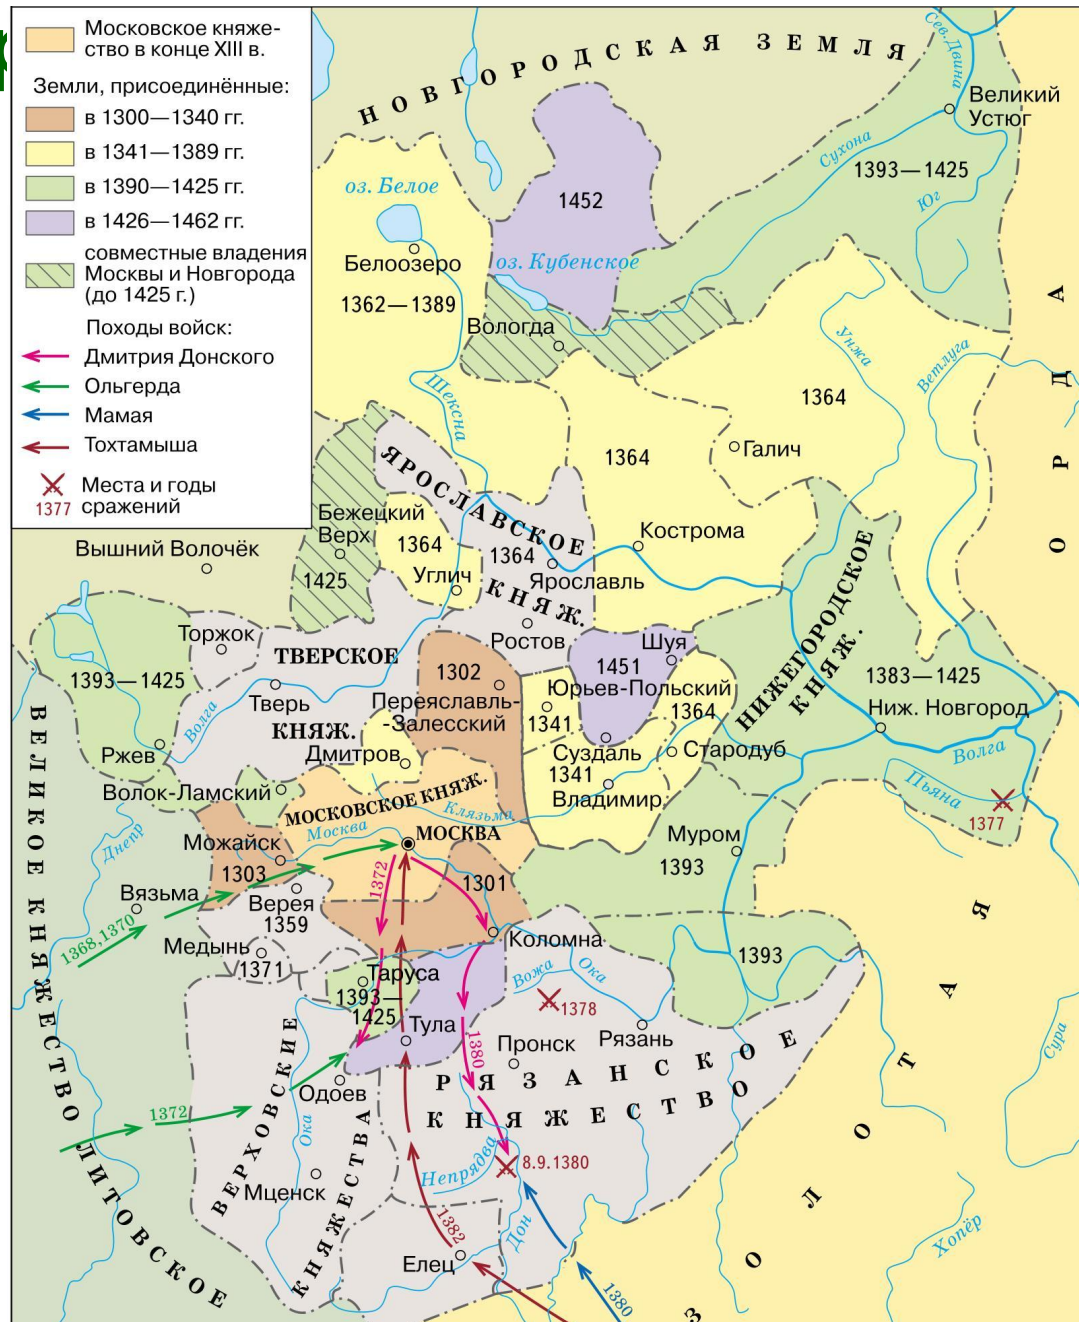 Московское княже-
ство в конце XIII в.
Земли, присоединённые:
в 1300—1340 гг.
в 1341—1389 гг.
в 1390—1425 гг.
в 1426—1462 гг.
совместные владения
Москвы и Новгорода
(до 1425 г.)
Походы войск:
Дмитрия Донского
Ольгерда
Мамая
Тохтамыша
Места и годы
1377 сражений
НОВГОРОДСКАЯ ЗЕМЛЯ
Сев. Двина
Великий
Устюг
Сухона
1393—1425
Юг
1452
оз. Белое
Белоозеро
оз. Кубенское
1362—1389
Вологда
Шексна
Унжа
Ветлуга
1364
Галич
1364
ЯРОСЛАВСКОЕ
КНЯЖ.
1364
Бежецкий
Верх
1425
1364
Углич
Ярославль
Кострома
Вышний Волочёк
Торжок
Ростов
ТВЕРСКОЕ
КНЯЖ.
Тверь
Волга
1393—1425
Ржев
1302
Переяславль-
-Залесский
1451
Шуя
Юрьев-Польский
1341
1364
Суздаль
1341
Стародуб
Владимир
НИЖЕГОРОДСКОЕ
КНЯЖ.
1383—1425
Ниж. Новгород
Волга
Пьяна
1377
Дмитров
Волок-Ламский
МОСКОВСКОЕ КНЯЖ.
Клязьма
Москва
МОСКВА
Можайск
1303
1372
1301
Муром
1393
Днепр
Вязьма
Верея
1359
1368,1370
Медынь
1371
Коломна
1393
Таруса
1393—
1425
Вожа
Ока
1378
Тула
1380
Пронск
Рязань
РЯЗАНСКОЕ
КНЯЖЕСТВО
Одоев
1372
ВЕРХОВСКИЕ
КНЯЖЕСТВА
Ока
Мценск
Непрядва
8.9.1380
1382
Дон
Елец
1380
ВЕЛИКОЕ КНЯЖЕСТВО ЛИТОВСКОЕ
ЗОЛОТАЯ ОРДА
Сура
Хопёр